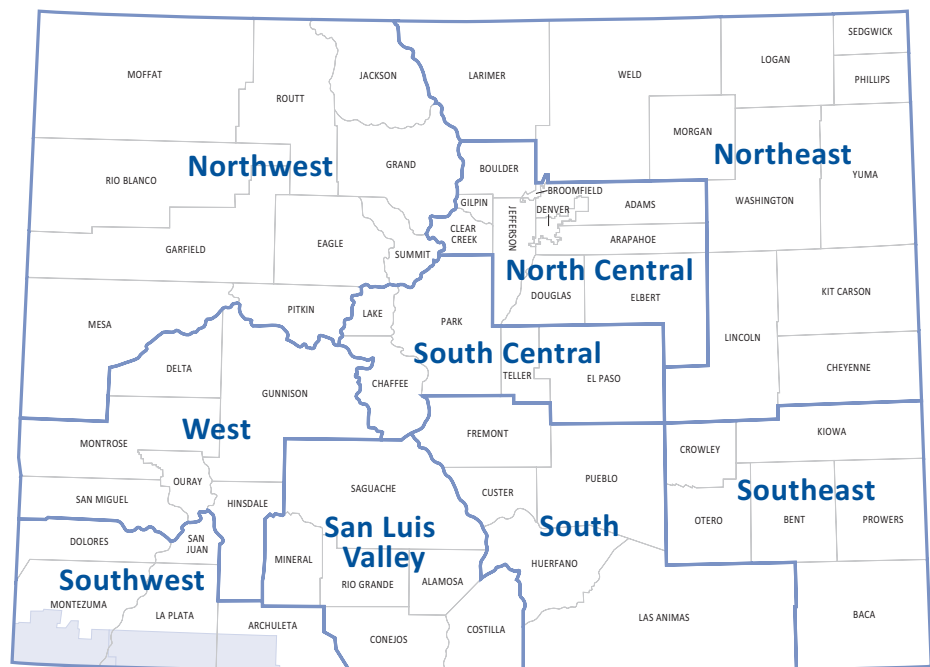 SEDGWICK
LOGAN
MOFFAT
JACKSON
LARIMER
WELD
PHILLIPS
ROUTT
MORGAN
Northwest
Northeast
GRAND
BOULDER
RIO BLANCO
YUMA
BROOMFIELD
GILPIN
DENVER
ADAMS
WASHINGTON
JEFFERSON
CLEAR
CREEK
ARAPAHOE
EAGLE
GARFIELD
SUMMIT
North Central
DOUGLAS
ELBERT
KIT CARSON
PITKIN
LAKE
PARK
MESA
LINCOLN
South Central
DELTA
CHEYENNE
TELLER
EL PASO
CHAFFEE
GUNNISON
West
FREMONT
KIOWA
MONTROSE
CROWLEY
OURAY
SAGUACHE
PUEBLO
Southeast
CUSTER
SAN MIGUEL
HINSDALE
OTERO
BENT
PROWERS
San Luis
Valley
South
DOLORES
SAN
JUAN
MINERAL
HUERFANO
Southwest
RIO GRANDE
ALAMOSA
MONTEZUMA
LA PLATA
BACA
LAS ANIMAS
ARCHULETA
COSTILLA
CONEJOS